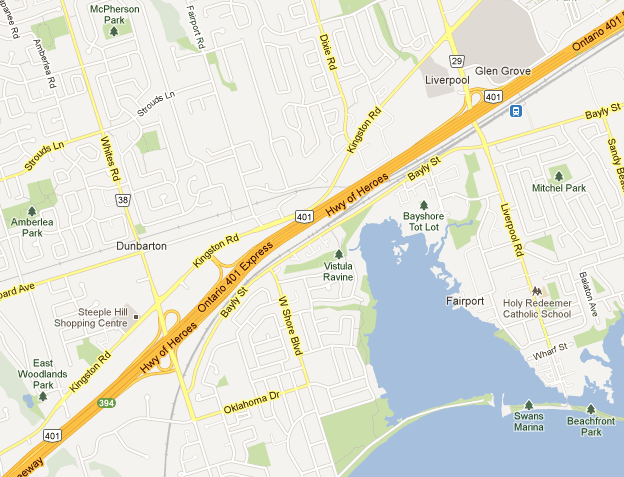 McPherson
Park
Fairport Rd
Amberlea Rd
Dixie Rd
Ontario 401
29
Glen Grove
Liverpool
401
Strouds Ln
Kingston Rd
Bayly St
Strouds Ln
Whites Rd
Bayly St
Mitchel Park
38
Hwy of Heroes
Amberlea
Park
401
Bayshore
Tot Lot
Liverpool Rd
Dunbarton
Kingston Rd
Ontario 401 Express
Vistula
Ravine
Balaton Ave
Bayly St
Fairport
Holy Redeemer
Catholic School
Steeple Hill
Shopping Centre
W Shore Blvd
Hwy of Heroes
Wharf St
East
Woodlands
Park
Kingston Rd
394
Oklahoma Dr
Swans
Marina
Beachfront
Park
401